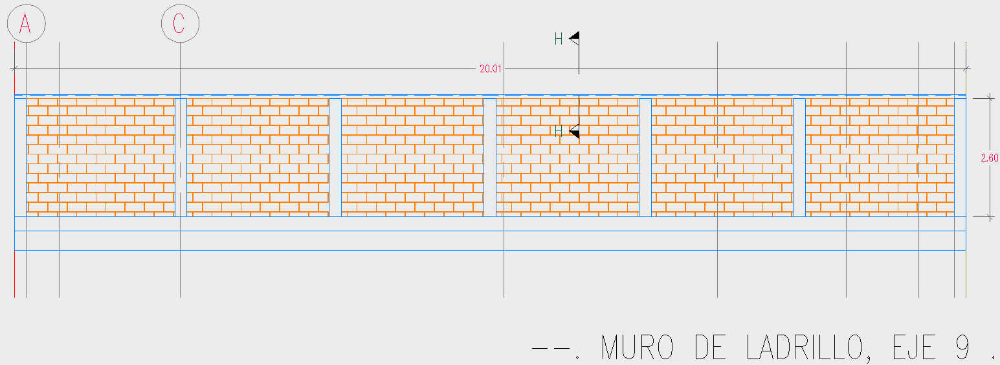 A
C
H
20.01
H
2.60
--. MURO DE LADRILLO, EJE 9 .